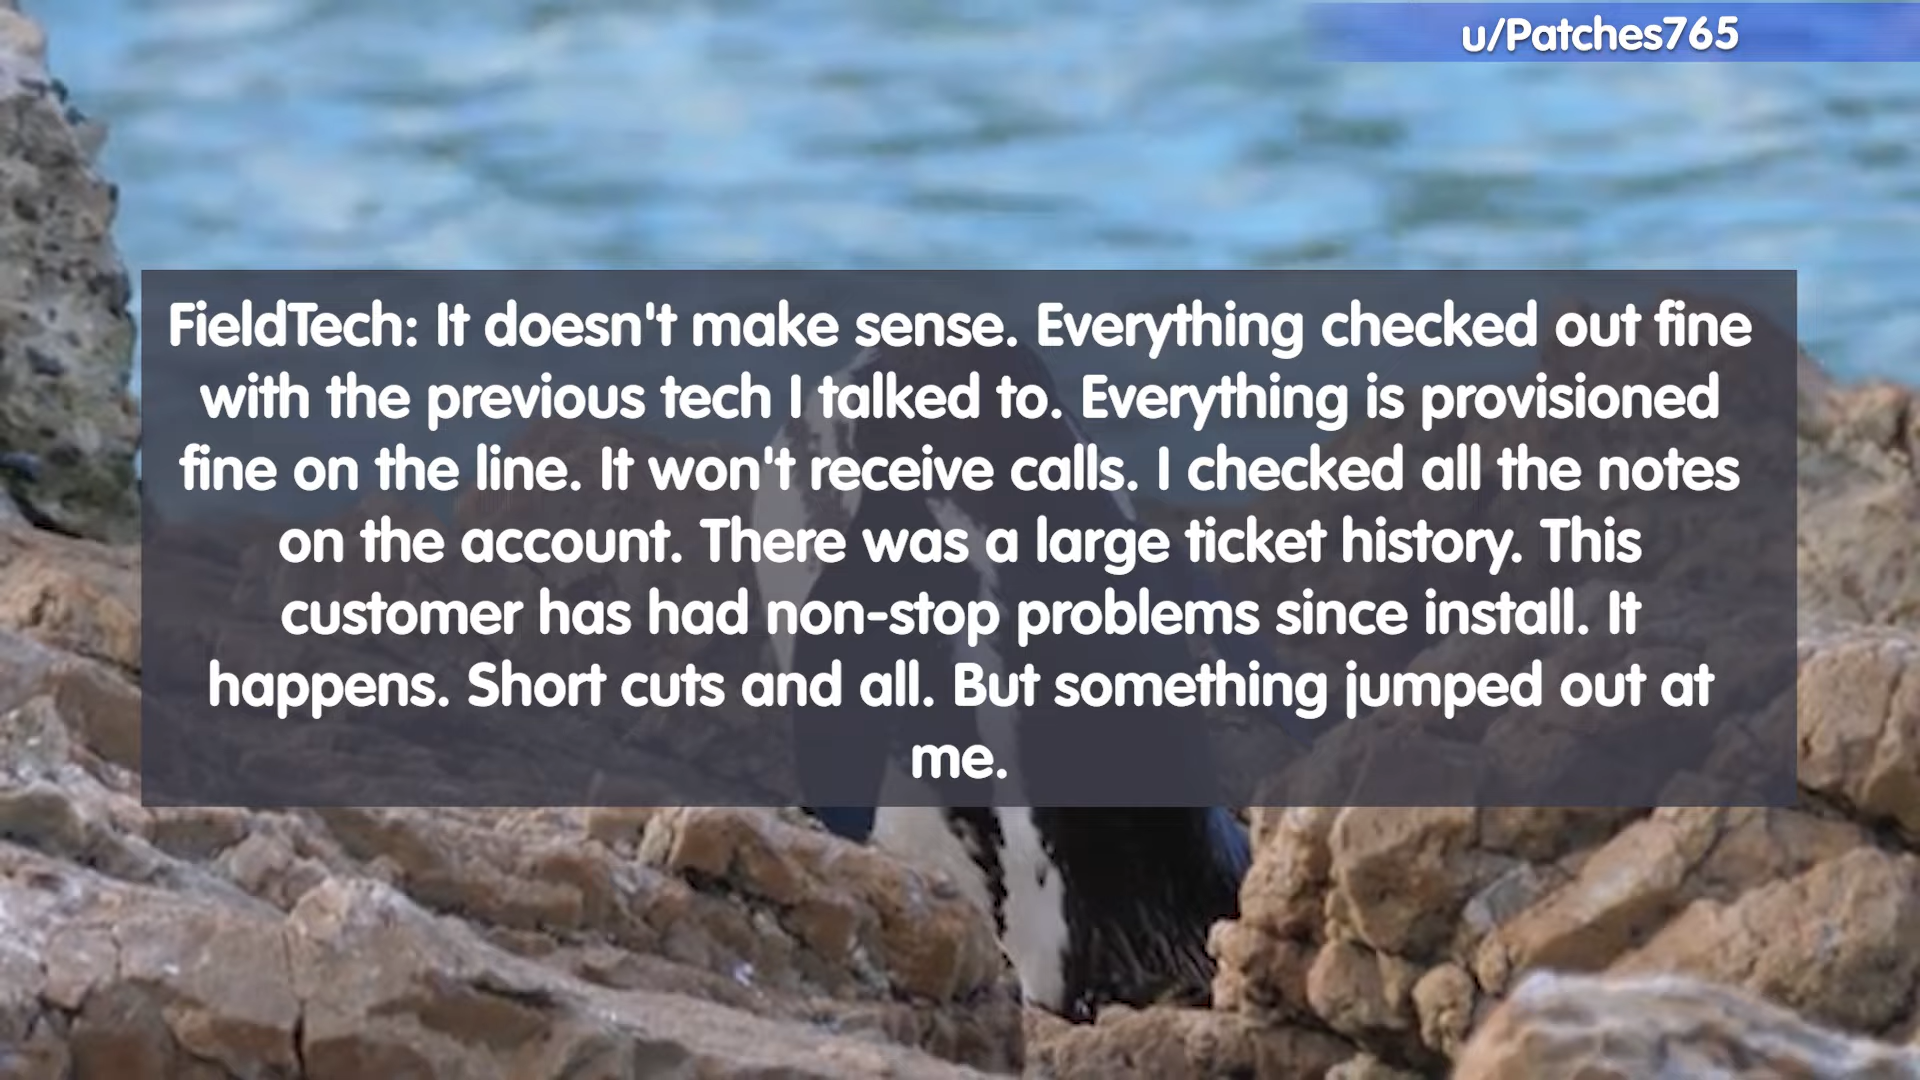 u/Patches765
FieldTech: It doesn't make sense. Everything checked out fine
with the previous tech I talked to. Everything is provisioned
fine on the line. It won't receive calls. I checked all the notes
on the account. There was a large ticket history. This
customer has had non-stop problems since install. It
happens. Short cuts and all. But something jumped out at
me.